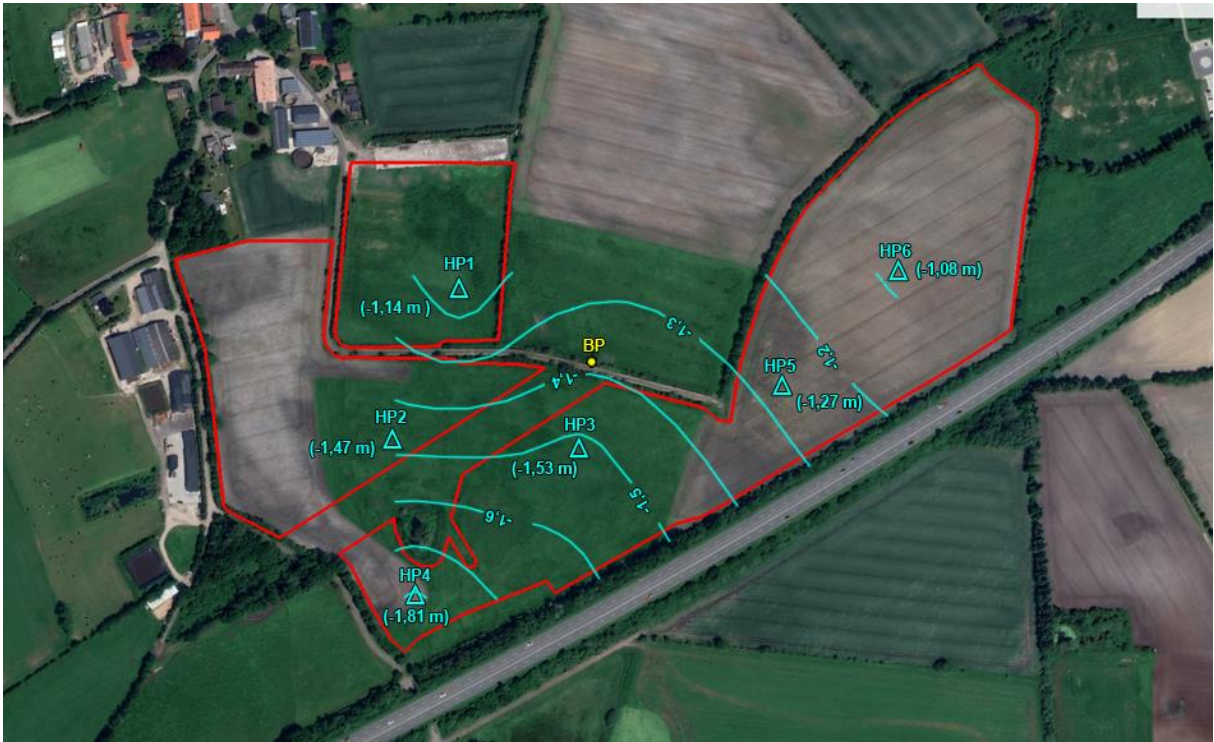 HP6
(-1,08 m)
HP1
(-1,14 m )
-1,3
BP
-1,2
HP5
(-1,27 m)
-1,4
HP2
(-1,47 m)
HP3
(-1,53 m)
-1,5
-1,6
HP4
(-1,81 m)